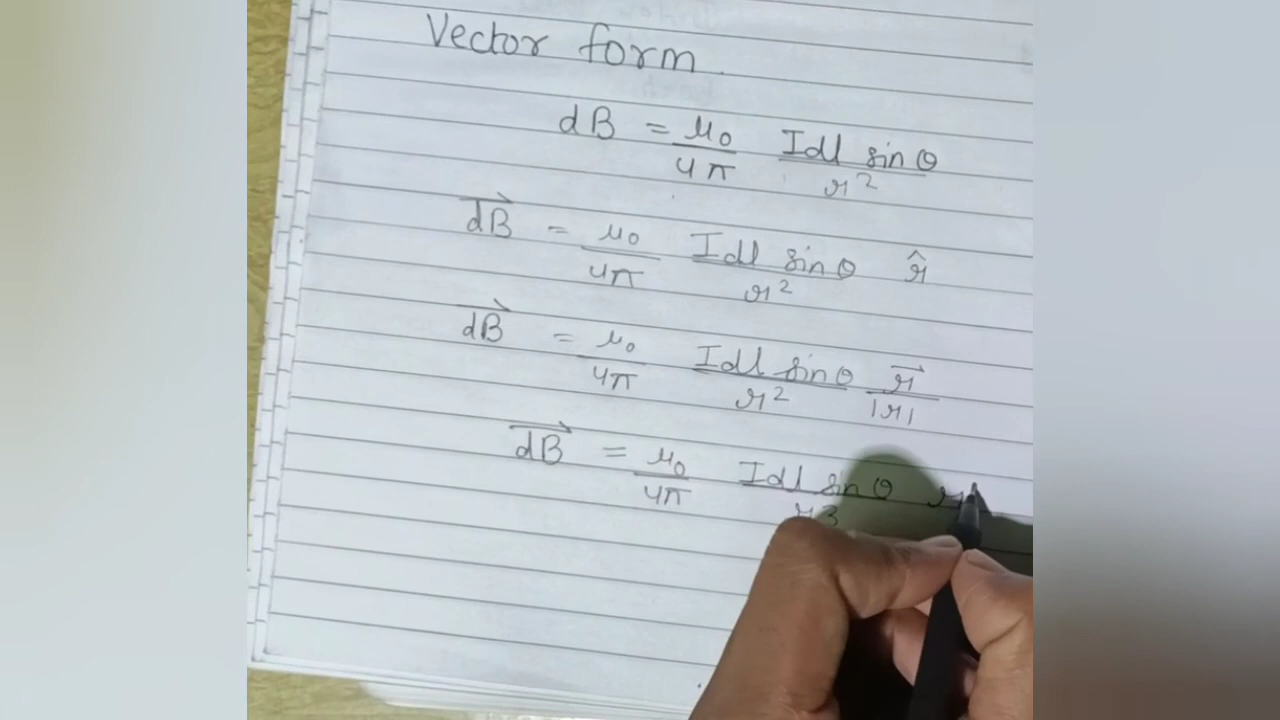 Vector form
dB = μ₀/4π Idl sin θ/r²
→dB = μ₀/4π Idl sin θ/r² r̂
→dB = μ₀/4π Idl sin θ/r² →r/|r|
→dB = μ₀/4π Idl sin θ/r³ r